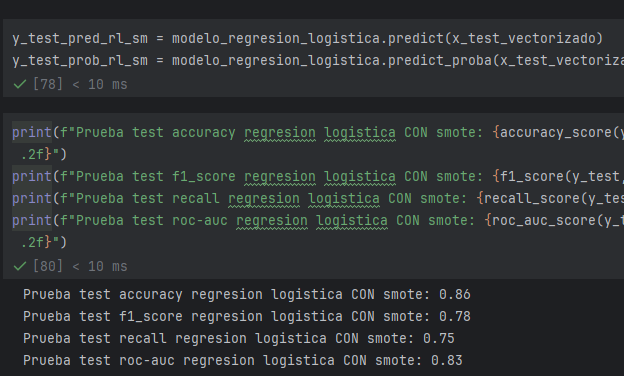 y_test_pred_rl_sm = modelo_regresion_logistica.predict(x_test_vectorizado)
y_test_prob_rl_sm = modelo_regresion_logistica.predict_proba(x_test_vectoriza
[78] < 10 ms
print(f"Prueba test accuracy regresion logistica CON smote: {accuracy_score(y
.2f}")
print(f"Prueba test f1_score regresion logistica CON smote: {f1_score(y_test,
print(f"Prueba test recall regresion logistica CON smote: {recall_score(y_tes
print(f"Prueba test roc-auc regresion logistica CON smote: {roc_auc_score(y_t
.2f}")
[80] < 10 ms
Prueba test accuracy regresion logistica CON smote: 0.86
Prueba test f1_score regresion logistica CON smote: 0.78
Prueba test recall regresion logistica CON smote: 0.75
Prueba test roc-auc regresion logistica CON smote: 0.83